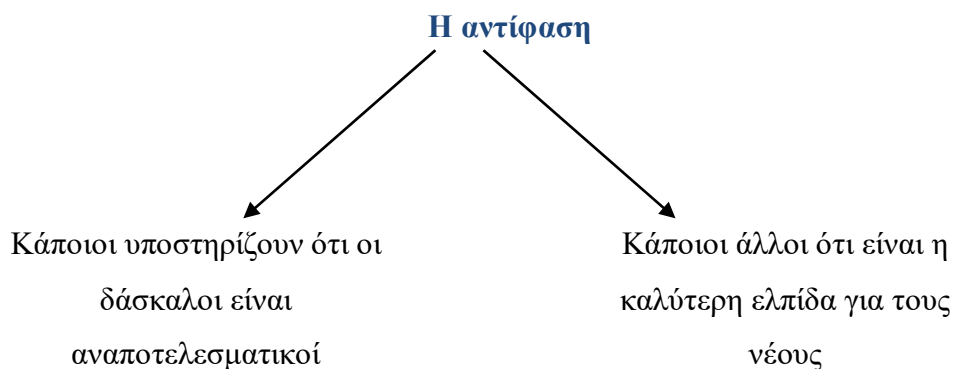 Η αντίφαση
Κάποιοι υποστηρίζουν ότι οι
δάσκαλοι είναι
αναποτελεσματικοί
Κάποιοι άλλοι ότι είναι η
καλύτερη ελπίδα για τους
νέους